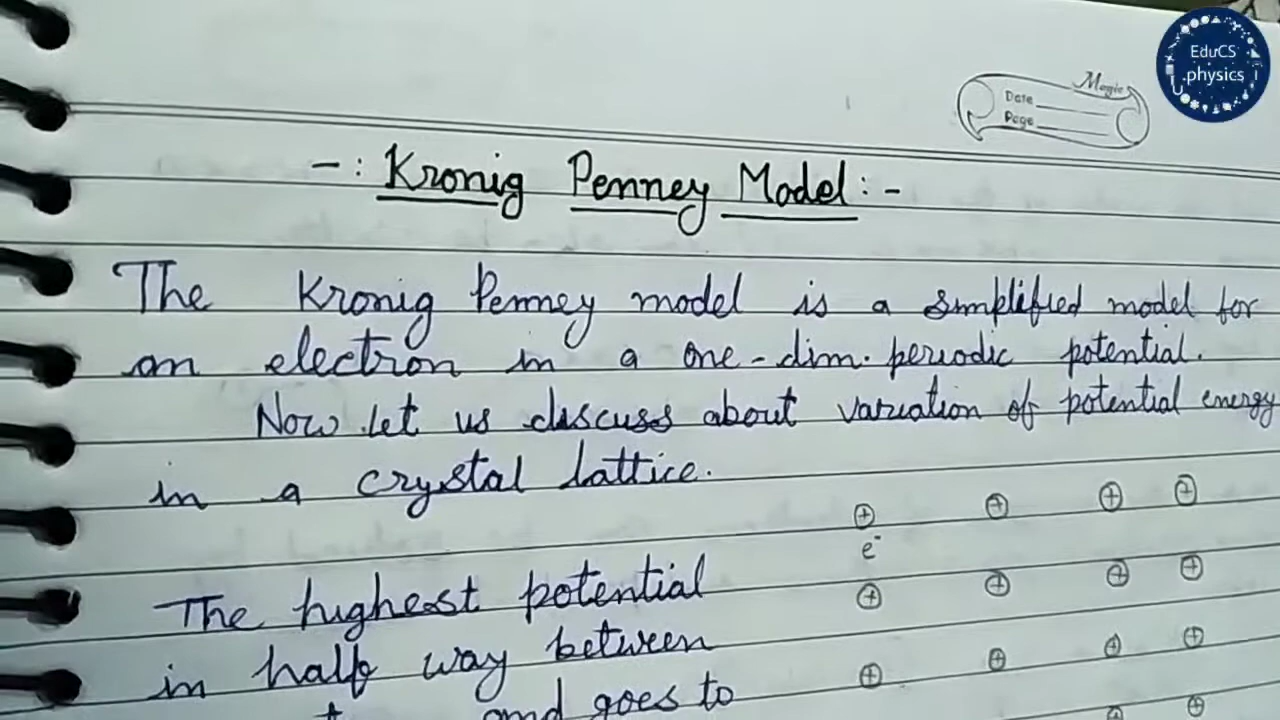 EduCS
physics
Magic
Date
Page
-: Kronig Penney Model :-
The Kronig Penney model is a simplified model for
an electron in a one-dim. periodic potential.
Now let us discuss about variation of potential energy
in a crystal lattice.
e⁻
The highest potential
in half way between
and goes to